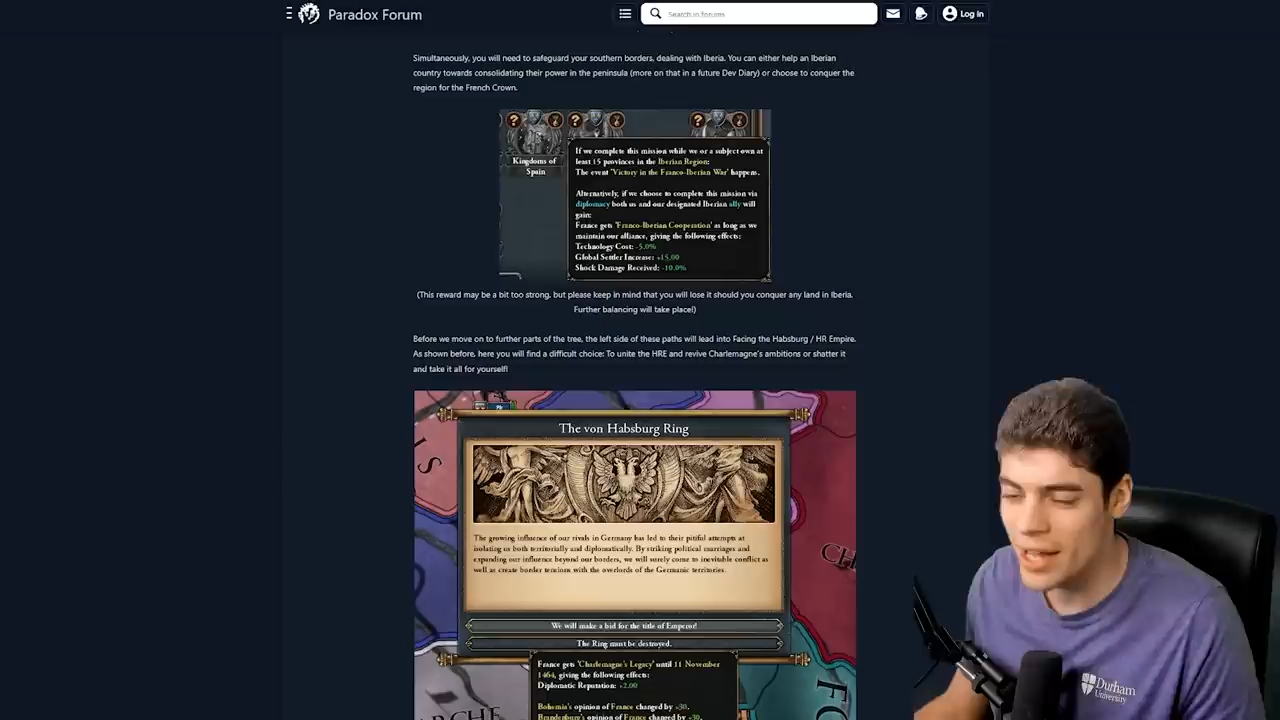 Paradox Forum
Search in forums
Log in
Simultaneously, you will need to safeguard your southern borders, dealing with Iberia. You can either help an Iberian
country towards consolidating their power in the peninsula (more on that in a future Dev Diary) or choose to conquer the
region for the French Crown.
Kingdoms of
Spain
If we complete this mission while we or a subject own at
least 15 provinces in the Iberian Region:
The event 'Victory in the Franco-Iberian War' happens.
Alternatively, if we choose to complete this mission via
diplomacy both us and our designated Iberian ally will
gain:
France gets 'Franco-Iberian Cooperation' as long as we
maintain our alliance, giving the following effects:
Technology Cost: -5.0%
Global Settler Increase: +15.00
Shock Damage Received: -10.0%
(This reward may be a bit too strong, but please keep in mind that you will lose it should you conquer any land in Iberia.
Further balancing will take place!)
Before we move on to further parts of the tree, the left side of these paths will lead into Facing the Habsburg / HR Empire.
As shown before, here you will find a difficult choice: To unite the HRE and revive Charlemagne's ambitions or shatter it
and take it all for yourself!
The von Habsburg Ring
The growing influence of our rivals in Germany has led to their pitiful attempts at
isolating us both territorially and diplomatically. By striking political marriages and
expanding our influence beyond our borders, we will surely come to inevitable conflict as
well as create border tensions with the overlords of the Germanic territories.
We will make a bid for the title of Emperor!
The Ring must be destroyed.
France gets 'Charlemagne's Legacy' until 11 November
1464, giving the following effects:
Diplomatic Reputation: +2.00
Bohemia's opinion of France changed by +30.
Brandenburg's opinion of France changed by +30.
Durham
University